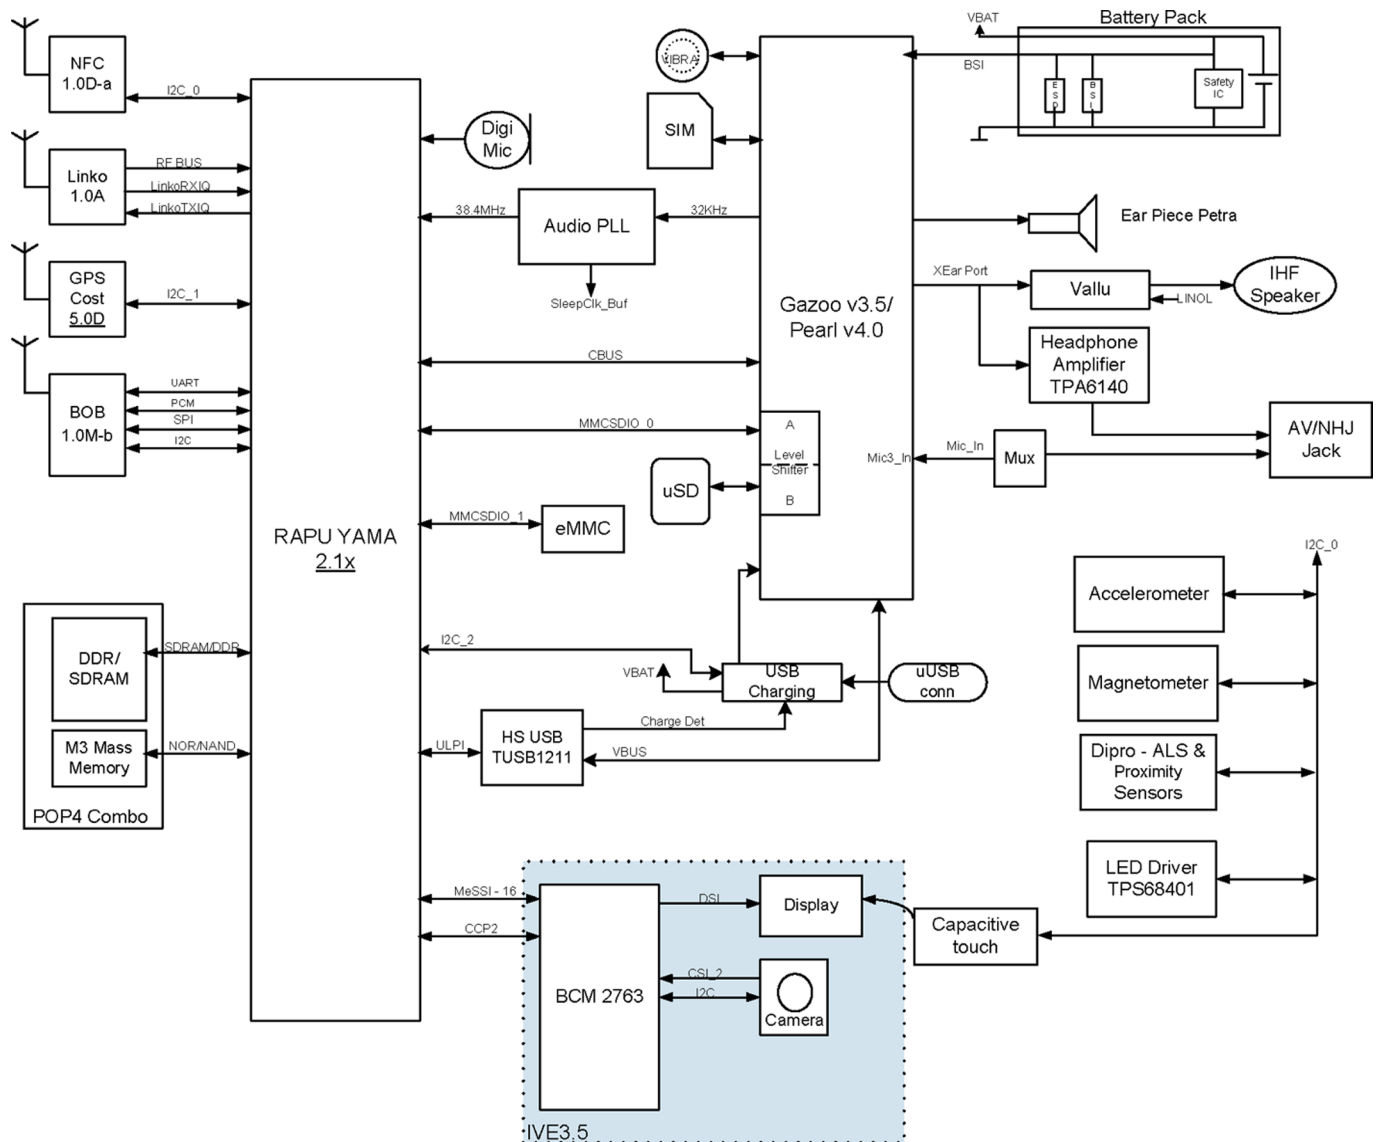 VBAT
Battery Pack
BSI
E
S
D
B
S
I
Safety
IC
NFC
1.0D-a
I2C_0
VIBRA
SIM
Digi
Mic
Linko
1.0A
RF BUS
LinkoRXIQ
LinkoTXIQ
38.4MHz
Audio PLL
32KHz
SleepClk_Buf
Ear Piece Petra
GPS
Cost
5.0D
I2C_1
Gazoo v3.5/
Pearl v4.0
XEar Port
Vallu
LINOL
IHF
Speaker
Headphone
Amplifier
TPA6140
CBUS
BOB
1.0M-b
UART
PCM
SPI
I2C
MMCSDIO_0
A
Level
Shifter
B
uSD
Mic3_In
Mic_In
Mux
AV/NHJ
Jack
RAPU YAMA
2.1x
MMCSDIO_1
eMMC
I2C_0
Accelerometer
Magnetometer
Dipro - ALS &
Proximity
Sensors
LED Driver
TPS68401
DDR/
SDRAM
SDRAM/DDR
M3 Mass
Memory
NOR/NAND
POP4 Combo
I2C_2
VBAT
USB
Charging
uUSB
conn
ULPI
HS USB
TUSB1211
Charge Det
VBUS
MeSSI - 16
CCP2
BCM 2763
DSI
Display
Capacitive
touch
CSI_2
I2C
Camera
IVE3.5